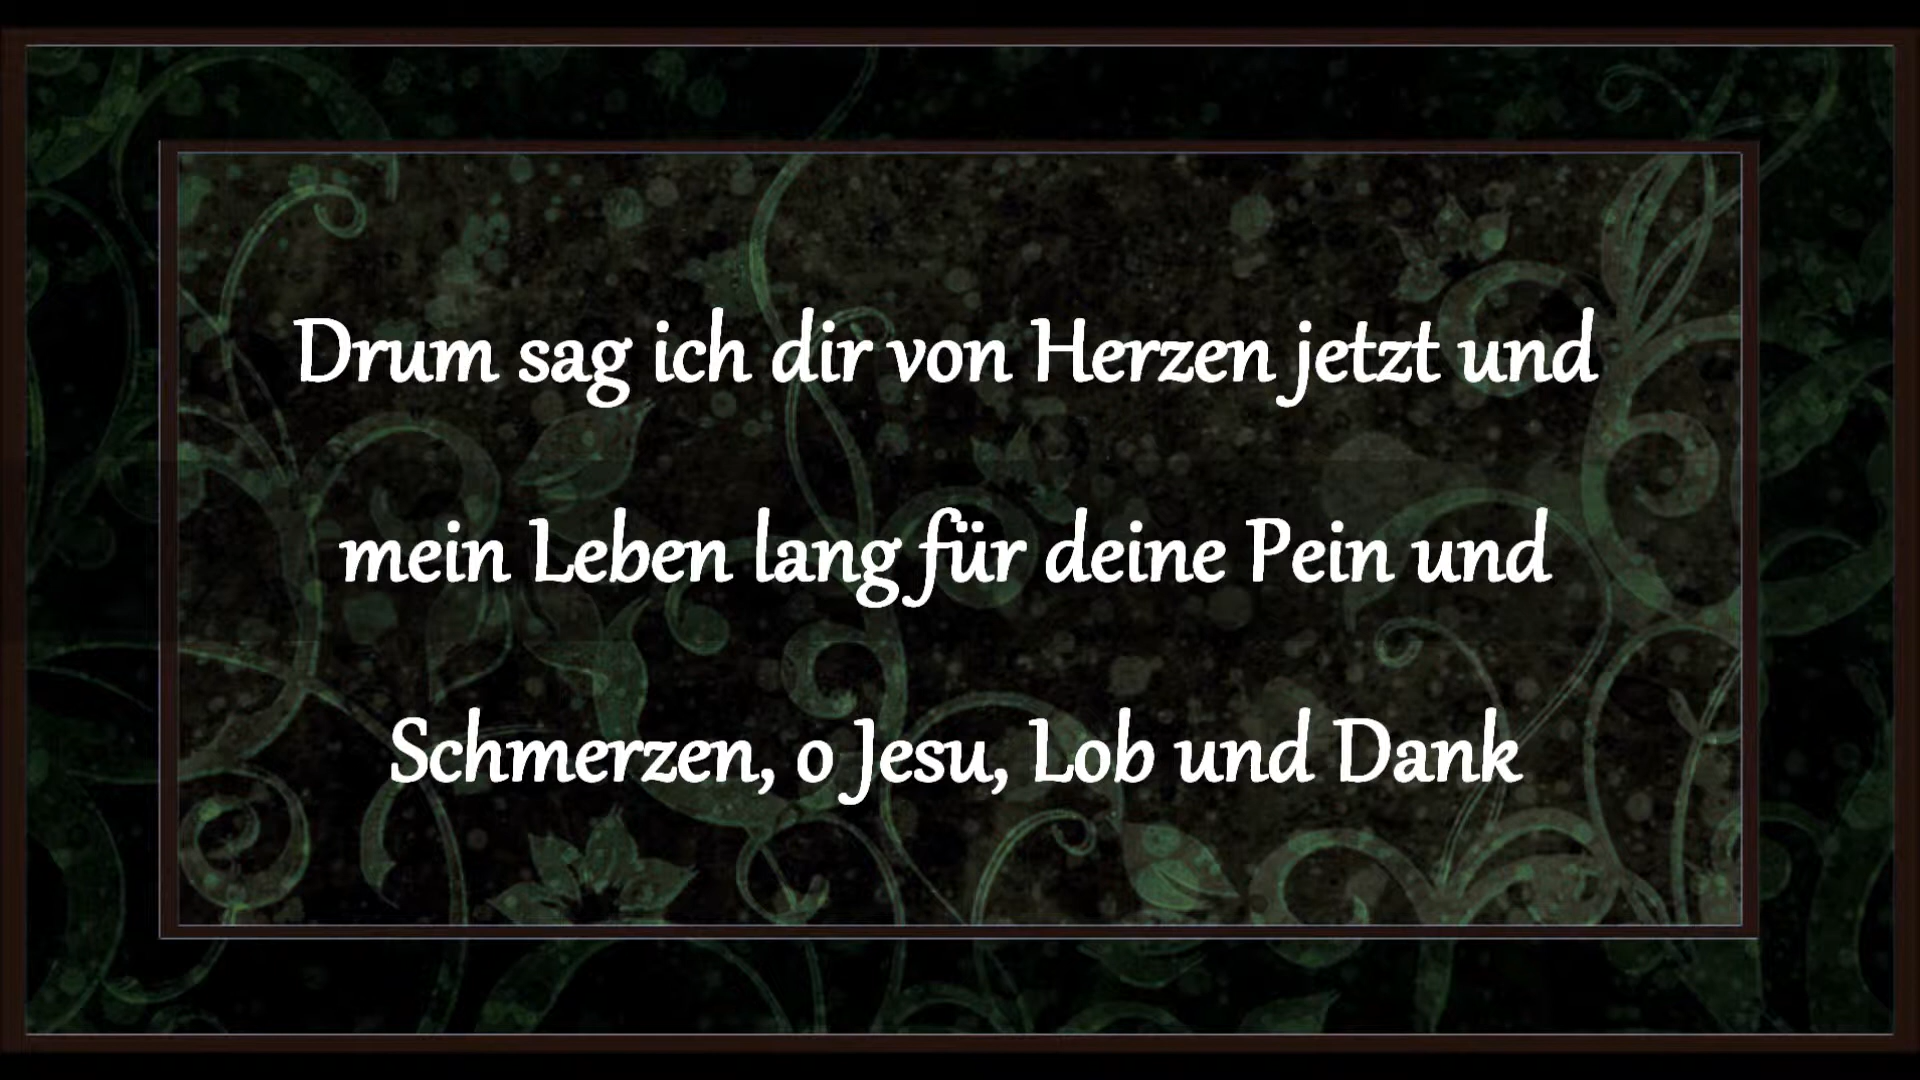 Drum sag ich dir von Herzen jetzt und
mein Leben lang für deine Pein und
Schmerzen, o Jesu, Lob und Dank